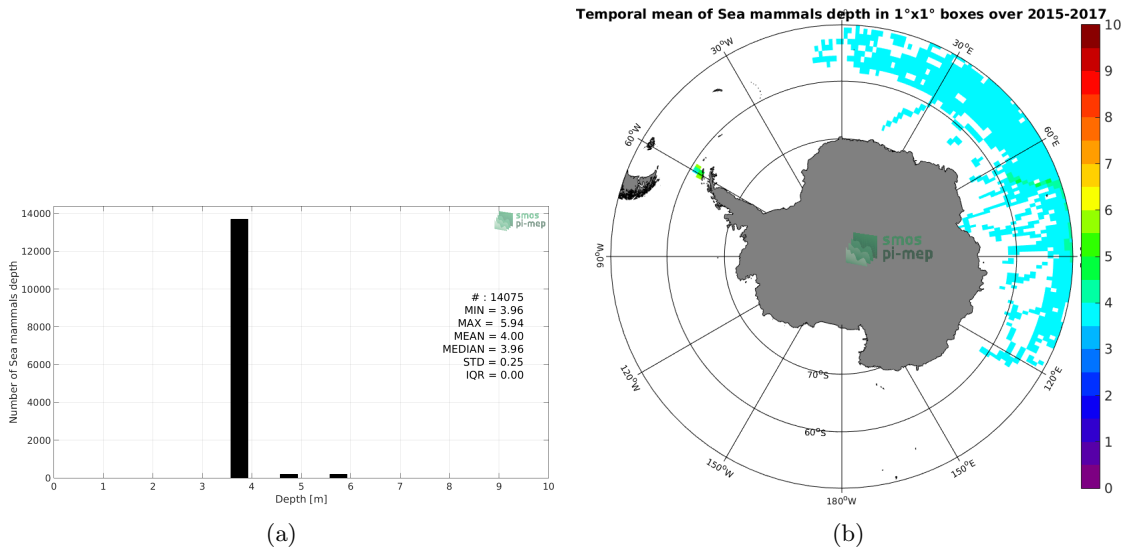 Temporal mean of Sea mammals depth in 1°x1° boxes over 2015-2017
14000
12000
10000
8000
6000
4000
2000
0
Number of Sea mammals depth
0 1 2 3 4 5 6 7 8 9 10
Depth [m]
smos
pi-mep
# : 14075
MIN = 3.96
MAX = 5.94
MEAN = 4.00
MEDIAN = 3.96
STD = 0.25
IQR = 0.00
(a)
30°W
30°E
60°W
60°E
90°W
120°W
120°E
150°W
150°E
180°W
70°S
60°S
smos
pi-mep
10
9
8
7
6
5
4
3
2
1
0
(b)